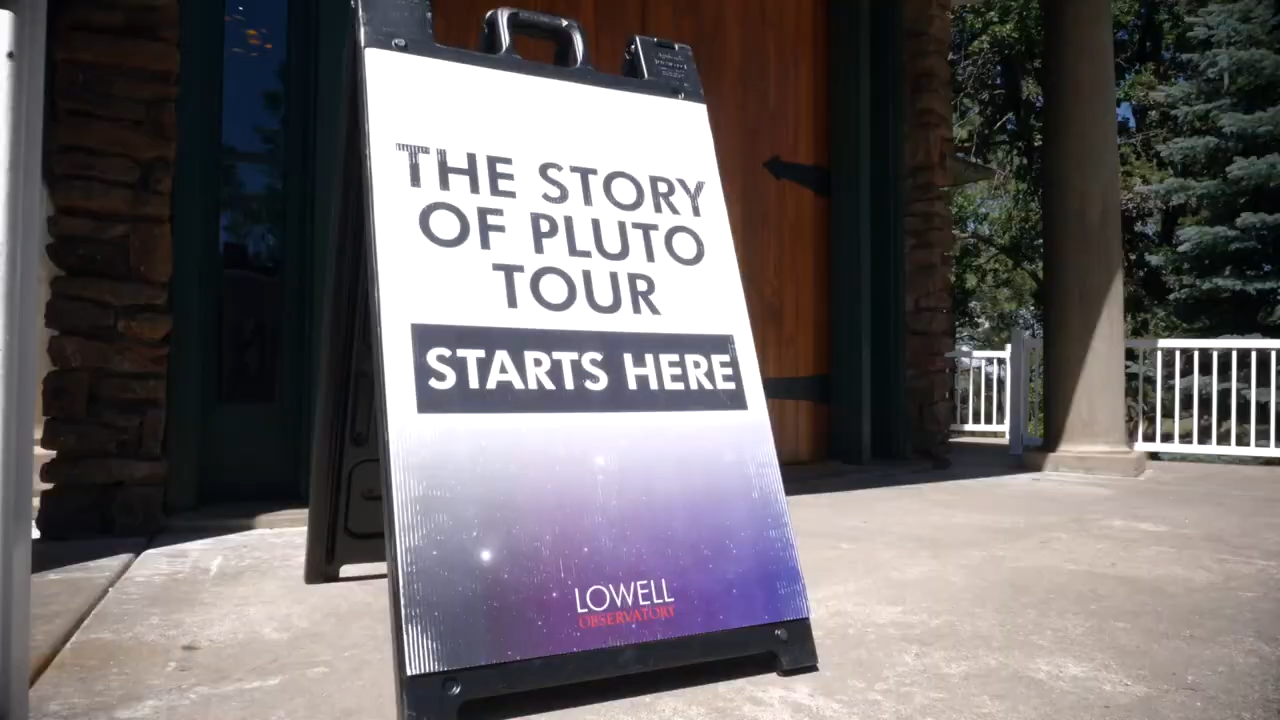 THE STORY
OF PLUTO
TOUR
STARTS HERE
LOWELL
OBSERVATORY